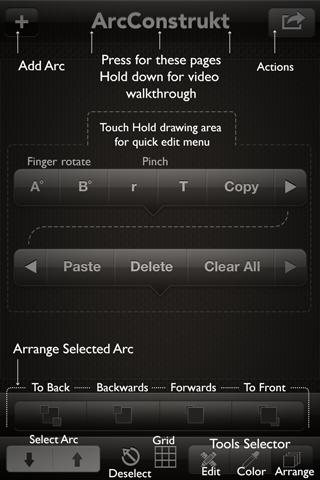 + ArcConstrukt
Add Arc
Press for these pages
Hold down for video
walkthrough
Actions
Touch Hold drawing area
for quick edit menu
Finger rotate Pinch
A° B° r T Copy
Paste Delete Clear All
Arrange Selected Arc
To Back Backwards Forwards To Front
Select Arc
Deselect
Grid
Tools Selector
Edit Color Arrange